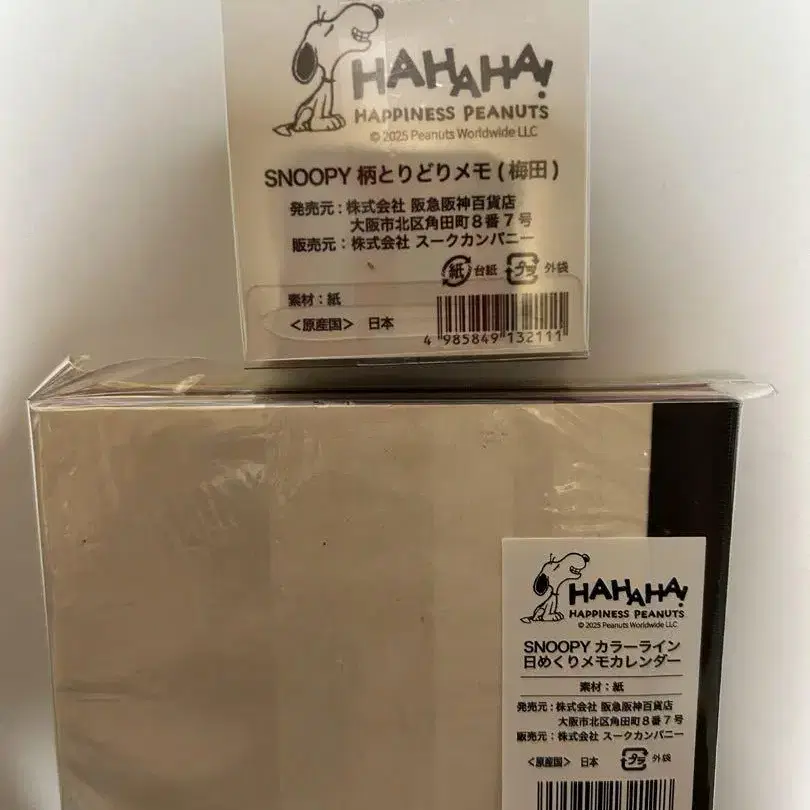 HAHAHA!
HAPPINESS PEANUTS
© 2025 Peanuts Worldwide LLC
SNOOPY 柄とりどりメモ (梅田)
発売元 : 株式会社 阪急阪神百貨店
大阪市北区角田町8番7号
販売元 : 株式会社 スークカンパニー
紙 台紙 プラ 外袋
素材 : 紙
<原産国> 日本
4 985849 132111
HAHAHA!
HAPPINESS PEANUTS
© 2025 Peanuts Worldwide LLC
SNOOPY カラーライン
日めくりメモカレンダー
素材 : 紙
発売元 : 株式会社 阪急阪神百貨店
大阪市北区角田町8番7号
販売元 : 株式会社 スークカンパニー
<原産国> 日本 プラ 外袋